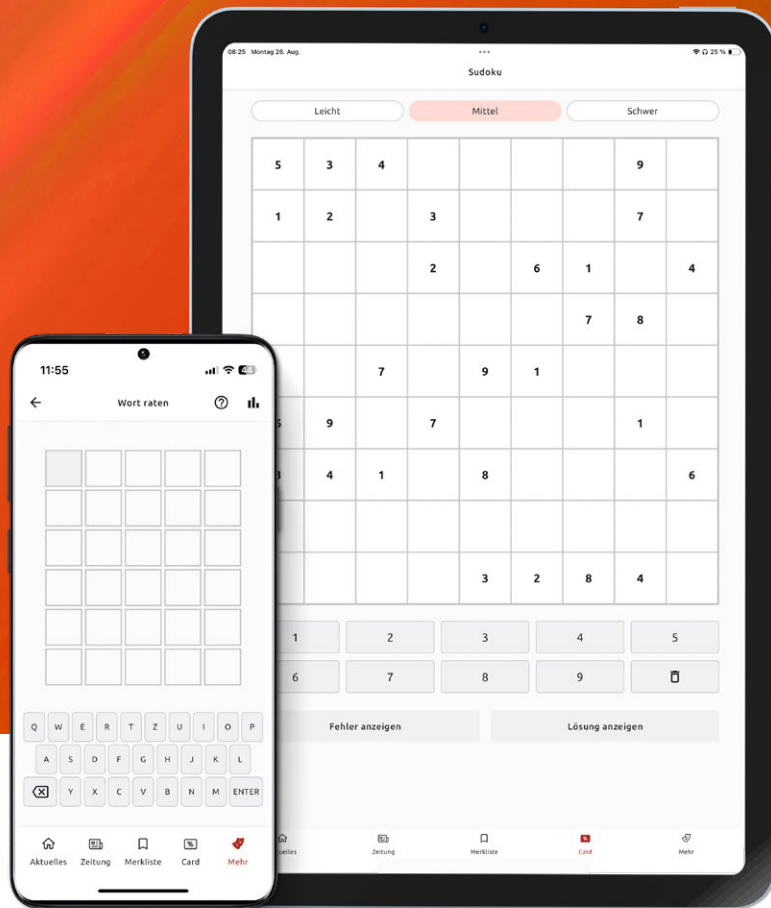 08:25 Montag 26. Aug.
25 %
Sudoku
Leicht Mittel Schwer
5 3 4 9
1 2 3 7
2 6 1 4
7 8
7 9 1
9 7 1
4 1 8 6
3 2 8 4
1 2 3 4 5
6 7 8 9
Fehler anzeigen Lösung anzeigen
Zeitung Merkliste Card Mehr
11:55
Wort raten
Q W E R T Z U I O P
A S D F G H J K L
Y X C V B N M ENTER
Aktuelles Zeitung Merkliste Card Mehr